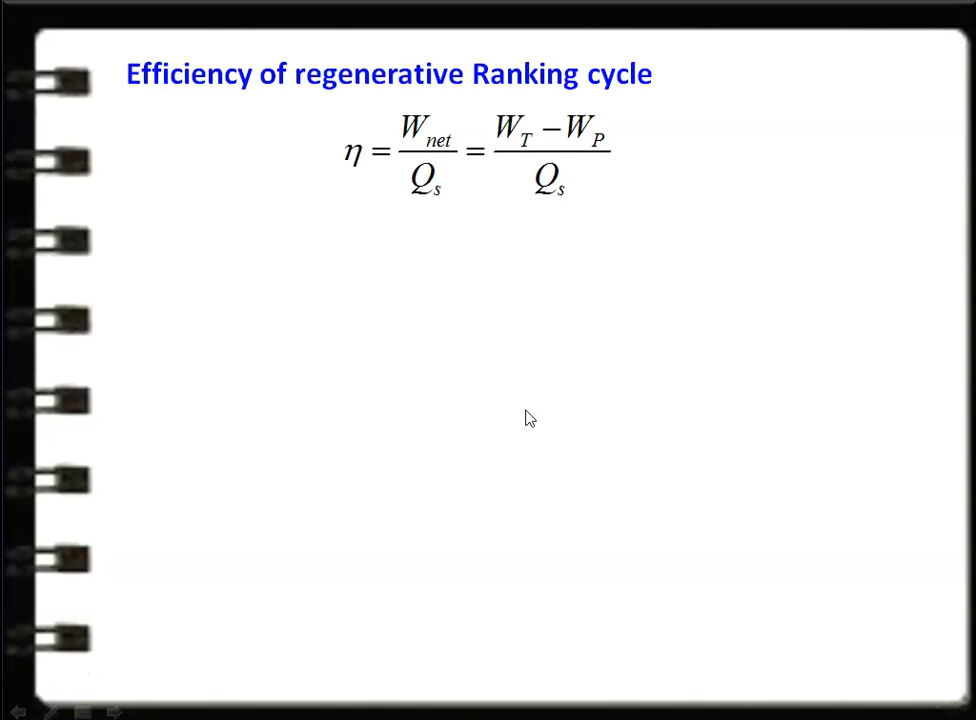 Efficiency of regenerative Ranking cycle
η = W_net / Q_s = (W_T − W_P) / Q_s